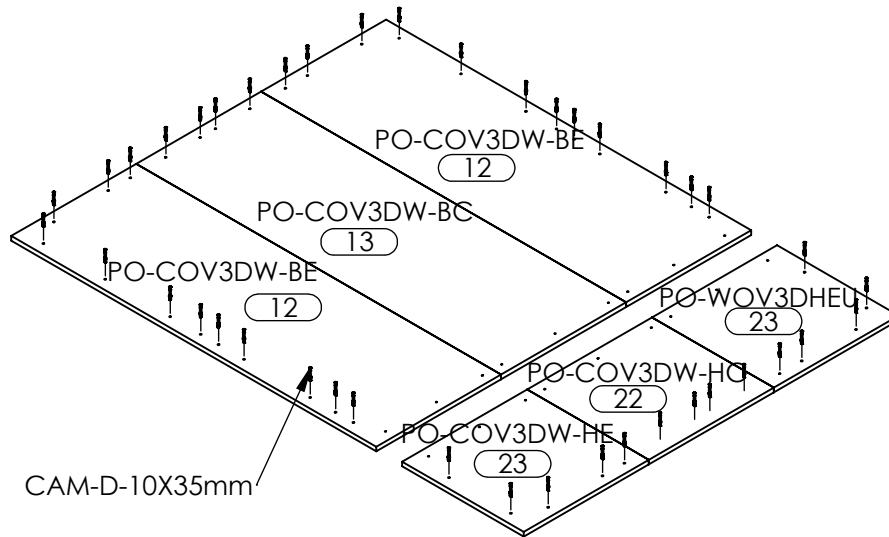 PO-COV3DW-BE
12
PO-COV3DW-BC
13
PO-COV3DW-BE
12
PO-WOV3DHEU
23
PO-COV3DW-HC
22
PO-COV3DW-HE
23
CAM-D-10X35mm